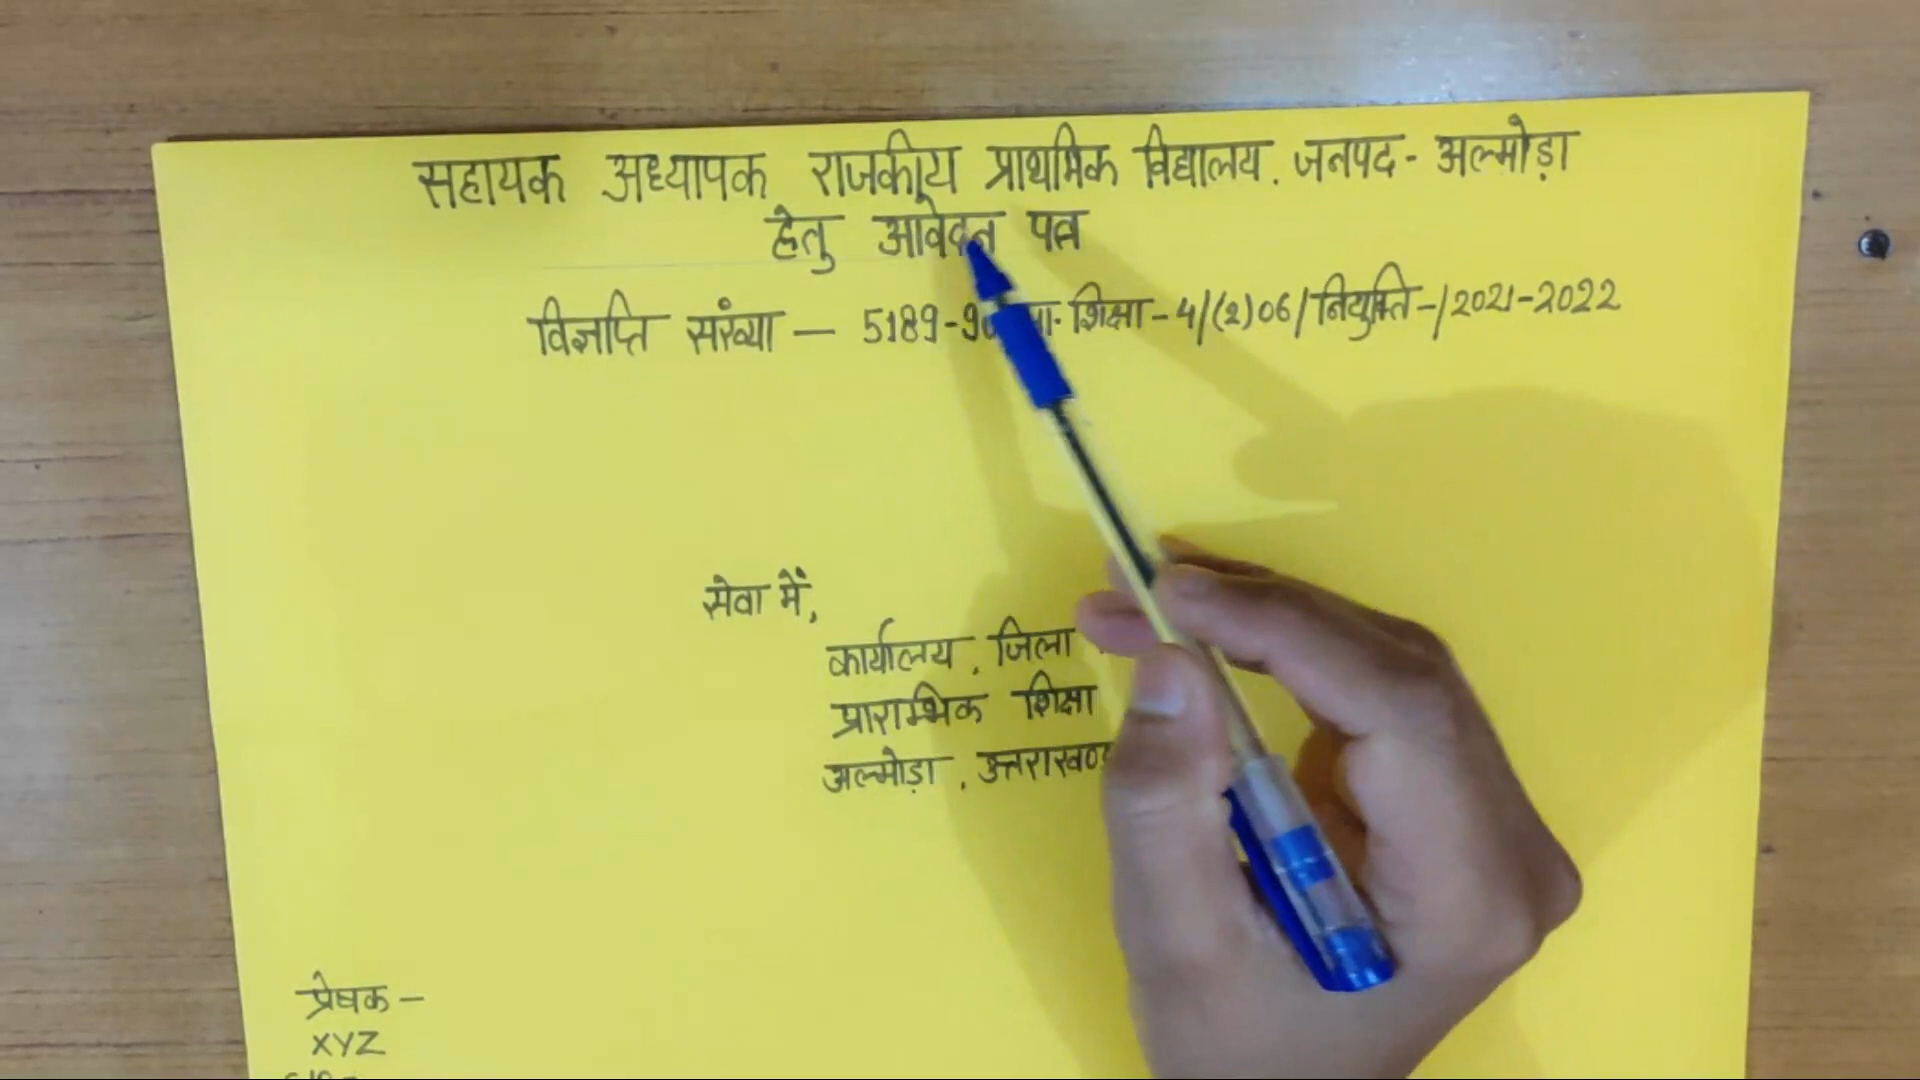 सहायक अध्यापक राजकीय प्राथमिक विद्यालय. जनपद- अल्मोड़ा
हेतु आवेदन पत्र
विज्ञप्ति संख्या — 5189-90 शिक्षा-4/(2)06/नियुक्ति-/2021-2022
सेवा में,
कार्यालय, जिला
प्रारम्भिक शिक्षा
अल्मोड़ा, उत्तराखण्ड
प्रेषक -
XYZ